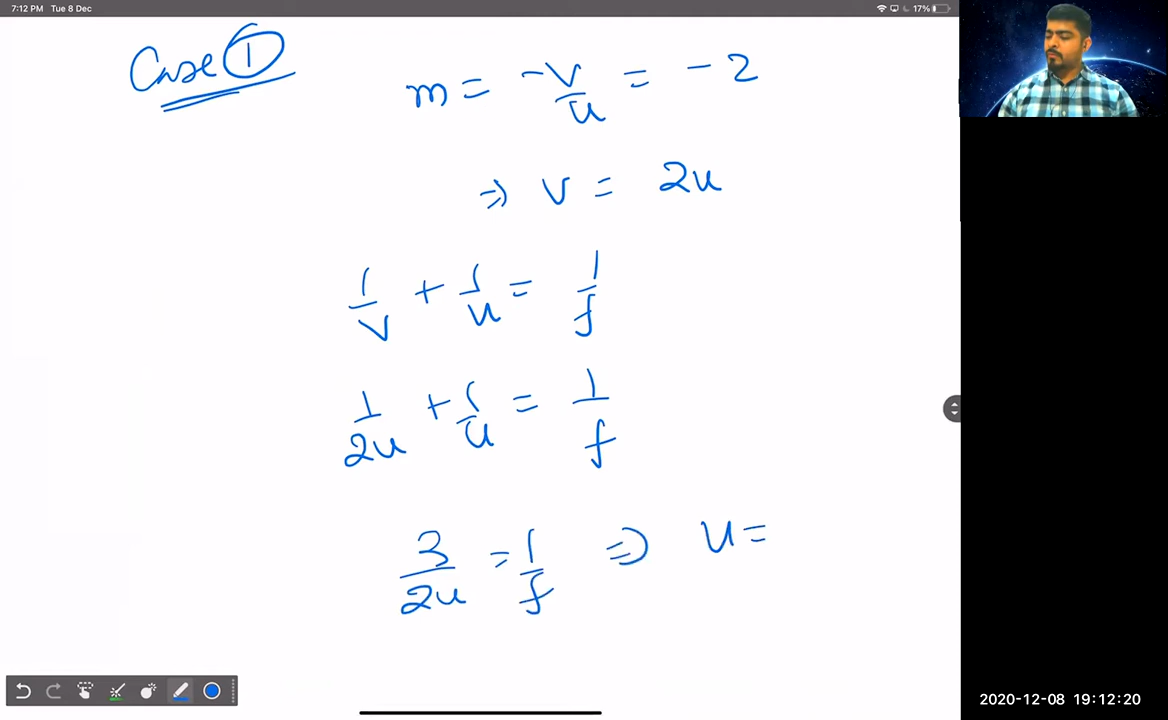 7:12 PM Tue 8 Dec 17%
Case ①
m = -v/u = -2
⇒ v = 2u
1/v + 1/u = 1/f
1/2u + 1/u = 1/f
3/2u = 1/f ⇒ u =
2020-12-08 19:12:20